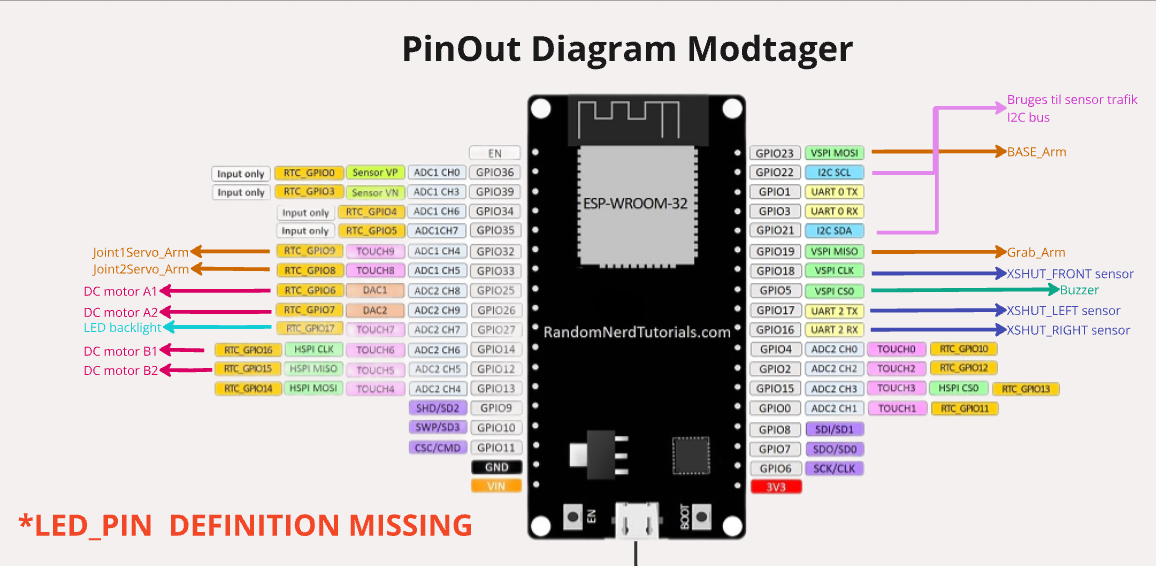 PinOut Diagram Modtager
Bruges til sensor trafik
I2C bus
EN GPIO23 VSPI MOSI BASE_Arm
Input only RTC_GPIO0 Sensor VP ADC1 CH0 GPIO36 GPIO22 I2C SCL
Input only RTC_GPIO3 Sensor VN ADC1 CH3 GPIO39 GPIO1 UART 0 TX
Input only RTC_GPIO4 ADC1 CH6 GPIO34 ESP-WROOM-32 GPIO3 UART 0 RX
Input only RTC_GPIO5 ADC1CH7 GPIO35 GPIO21 I2C SDA
Joint1Servo_Arm RTC_GPIO9 TOUCH9 ADC1 CH4 GPIO32 GPIO19 VSPI MISO Grab_Arm
Joint2Servo_Arm RTC_GPIO8 TOUCH8 ADC1 CH5 GPIO33 GPIO18 VSPI CLK XSHUT_FRONT sensor
DC motor A1 RTC_GPIO6 DAC1 ADC2 CH8 GPIO25 GPIO5 VSPI CS0 Buzzer
DC motor A2 RTC_GPIO7 DAC2 ADC2 CH9 GPIO26 GPIO17 UART 2 TX XSHUT_LEFT sensor
LED backlight RTC_GPIO17 TOUCH7 ADC2 CH7 GPIO27 RandomNerdTutorials.com GPIO16 UART 2 RX XSHUT_RIGHT sensor
DC motor B1 RTC_GPIO16 HSPI CLK TOUCH6 ADC2 CH6 GPIO14 GPIO4 ADC2 CH0 TOUCH0 RTC_GPIO10
DC motor B2 RTC_GPIO15 HSPI MISO TOUCH5 ADC2 CH5 GPIO12 GPIO2 ADC2 CH2 TOUCH2 RTC_GPIO12
RTC_GPIO14 HSPI MOSI TOUCH4 ADC2 CH4 GPIO13 GPIO15 ADC2 CH3 TOUCH3 HSPI CS0 RTC_GPIO13
SHD/SD2 GPIO9 GPIO0 ADC2 CH1 TOUCH1 RTC_GPIO11
SWP/SD3 GPIO10 GPIO8 SDI/SD1
CSC/CMD GPIO11 GPIO7 SDO/SD0
GND GPIO6 SCK/CLK
VIN 3V3
*LED_PIN DEFINITION MISSING
EN BOOT